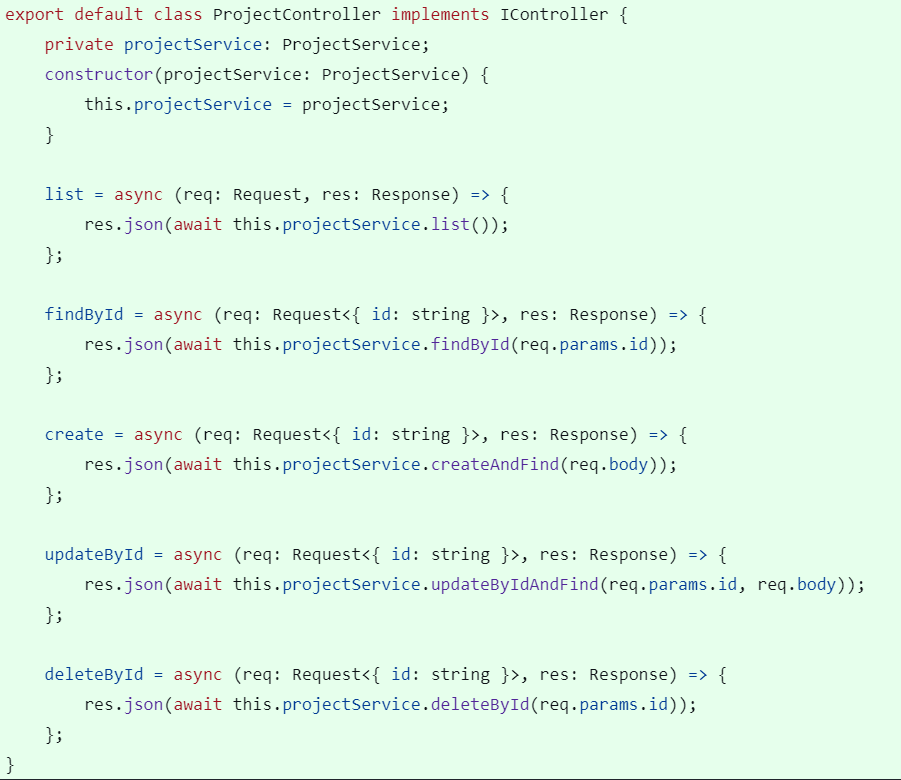 export default class ProjectController implements IController {
    private projectService: ProjectService;
    constructor(projectService: ProjectService) {
        this.projectService = projectService;
    }

    list = async (req: Request, res: Response) => {
        res.json(await this.projectService.list());
    };

    findById = async (req: Request<{ id: string }>, res: Response) => {
        res.json(await this.projectService.findById(req.params.id));
    };

    create = async (req: Request<{ id: string }>, res: Response) => {
        res.json(await this.projectService.createAndFind(req.body));
    };

    updateById = async (req: Request<{ id: string }>, res: Response) => {
        res.json(await this.projectService.updateByIdAndFind(req.params.id, req.body));
    };

    deleteById = async (req: Request<{ id: string }>, res: Response) => {
        res.json(await this.projectService.deleteById(req.params.id));
    };
}